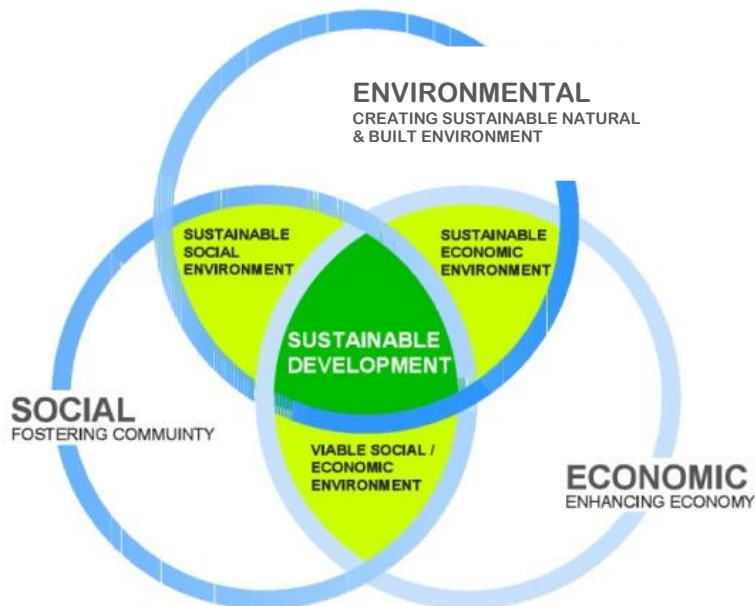 ENVIRONMENTAL
CREATING SUSTAINABLE NATURAL
& BUILT ENVIRONMENT
SUSTAINABLE
SOCIAL
ENVIRONMENT
SUSTAINABLE
ECONOMIC
ENVIRONMENT
SUSTAINABLE
DEVELOPMENT
SOCIAL
FOSTERING COMMUINTY
VIABLE SOCIAL /
ECONOMIC
ENVIRONMENT
ECONOMIC
ENHANCING ECONOMY